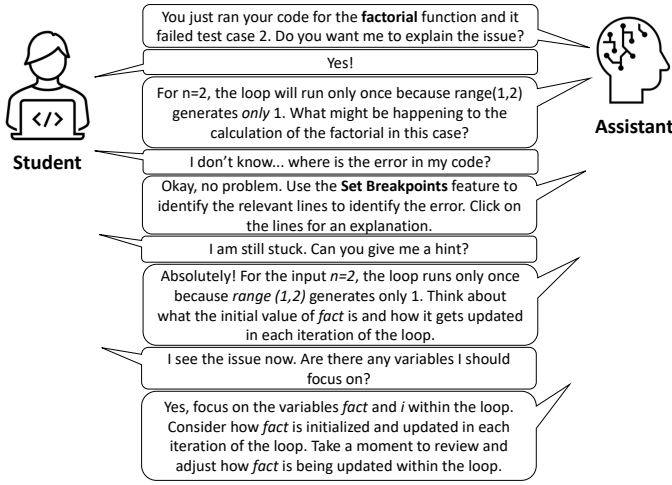 You just ran your code for the factorial function and it
failed test case 2. Do you want me to explain the issue?
Yes!
For n=2, the loop will run only once because range(1,2)
generates only 1. What might be happening to the
calculation of the factorial in this case?
</>
Assistant
Student
I don't know... where is the error in my code?
Okay, no problem. Use the Set Breakpoints feature to
identify the relevant lines to identify the error. Click on
the lines for an explanation.
I am still stuck. Can you give me a hint?
Absolutely! For the input n=2, the loop runs only once
because range (1,2) generates only 1. Think about
what the initial value of fact is and how it gets updated
in each iteration of the loop.
I see the issue now. Are there any variables I should
focus on?
Yes, focus on the variables fact and i within the loop.
Consider how fact is initialized and updated in each
iteration of the loop. Take a moment to review and
adjust how fact is being updated within the loop.